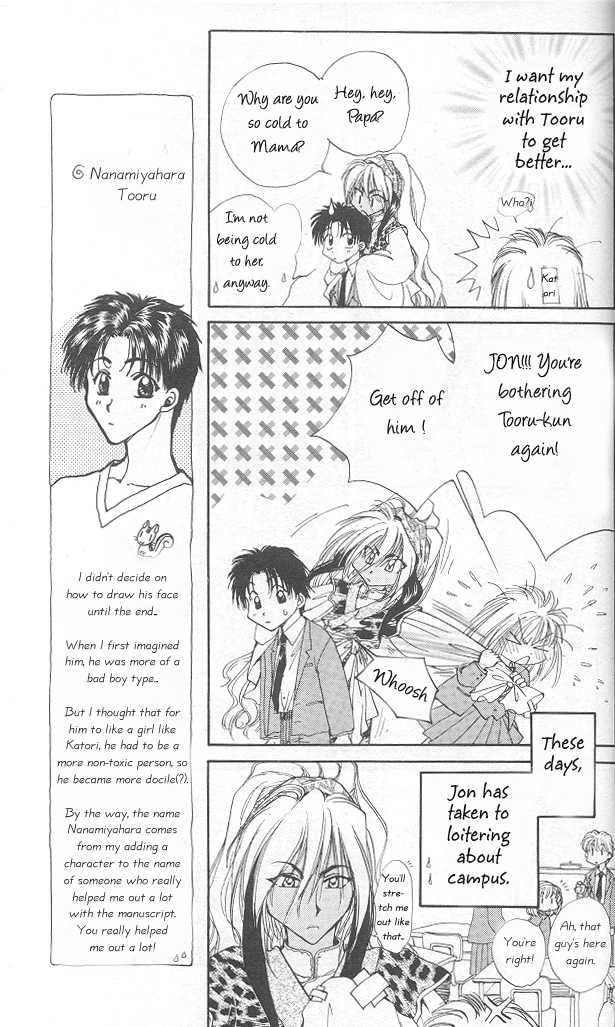 I want my
relationship
with Tooru
to get
better...
Hey, hey,
Papa?
Why are you
so cold to
Mama?
I'm not
being cold
to her,
anyway.
Wha?!
Kat
ori
JON!!! You're
bothering
Tooru-kun
again!
Get off of
him !
Whoosh
These
days,
Jon has
taken to
loitering
about
campus.
You'll
stre-
tch me
out like
that..
Ah, that
guy's here
again.
You're
right!
Nanamiyahara
Tooru
I didn't decide on
how to draw his face
until the end..
When I first imagined
him, he was more of a
bad boy type..
But I thought that for
him to like a girl like
Katori, he had to be a
more non-toxic person, so
he became more docile(?).
By the way, the name
Nanamiyahara comes
from my adding a
character to the name
of someone who really
helped me out a lot
with the manuscript.
You really helped
me out a lot!